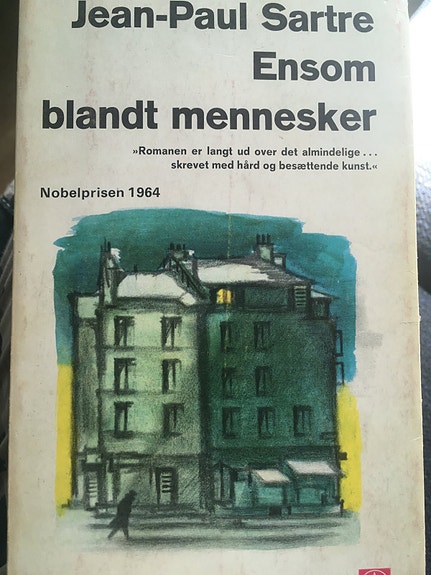 Jean-Paul Sartre
Ensom
blandt mennesker
»Romanen er langt ud over det almindelige...
skrevet med hård og besættende kunst.«
Nobelprisen 1964